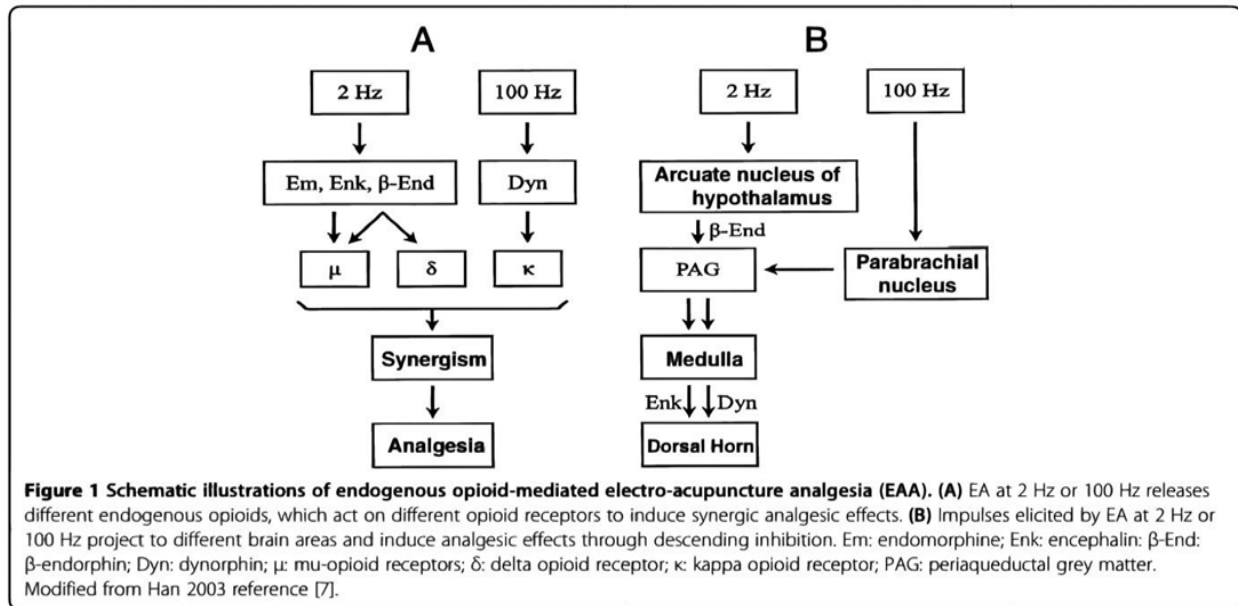 A
B
2 Hz
100 Hz
2 Hz
100 Hz
Em, Enk, β-End
Dyn
Arcuate nucleus of
hypothalamus
β-End
μ
δ
κ
PAG
Parabrachial
nucleus
Synergism
Medulla
Enk
Dyn
Analgesia
Dorsal Horn
Figure 1 Schematic illustrations of endogenous opioid-mediated electro-acupuncture analgesia (EAA). (A) EA at 2 Hz or 100 Hz releases
different endogenous opioids, which act on different opioid receptors to induce synergic analgesic effects. (B) Impulses elicited by EA at 2 Hz or
100 Hz project to different brain areas and induce analgesic effects through descending inhibition. Em: endomorphine; Enk: encephalin: β-End:
β-endorphin; Dyn: dynorphin; μ: mu-opioid receptors; δ: delta opioid receptor; κ: kappa opioid receptor; PAG: periaqueductal grey matter.
Modified from Han 2003 reference [7].